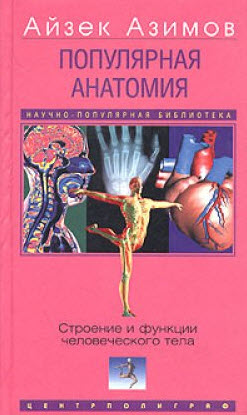 Айзек Азимов
ПОПУЛЯРНАЯ
АНАТОМИЯ
НАУЧНО-ПОПУЛЯРНАЯ БИБЛИОТЕКА
Строение и функции
человеческого тела
ЦЕНТРПОЛИГРАФ